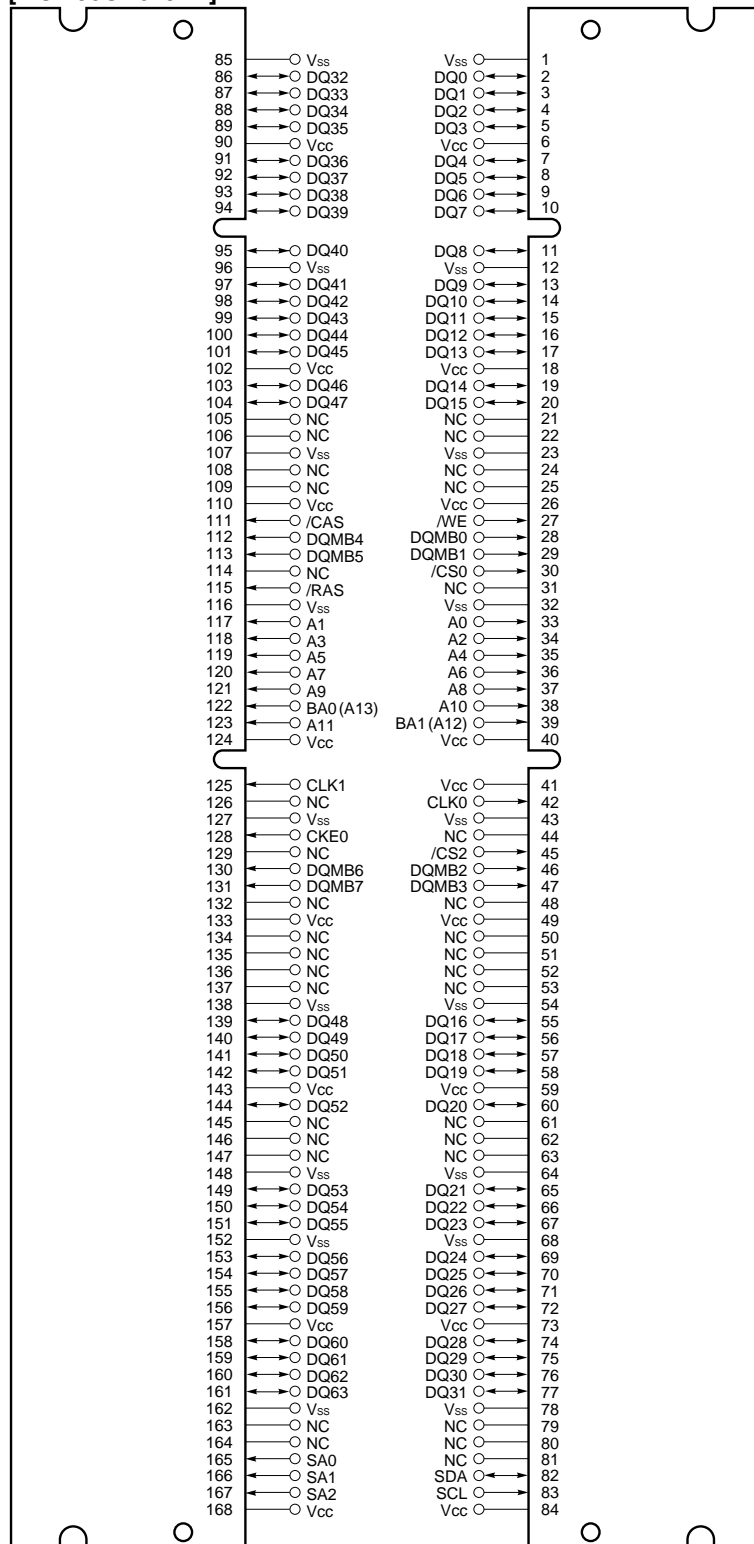 85 Vss Vss 1
86 DQ32 DQ0 2
87 DQ33 DQ1 3
88 DQ34 DQ2 4
89 DQ35 DQ3 5
90 Vcc Vcc 6
91 DQ36 DQ4 7
92 DQ37 DQ5 8
93 DQ38 DQ6 9
94 DQ39 DQ7 10
95 DQ40 DQ8 11
96 Vss Vss 12
97 DQ41 DQ9 13
98 DQ42 DQ10 14
99 DQ43 DQ11 15
100 DQ44 DQ12 16
101 DQ45 DQ13 17
102 Vcc Vcc 18
103 DQ46 DQ14 19
104 DQ47 DQ15 20
105 NC NC 21
106 NC NC 22
107 Vss Vss 23
108 NC NC 24
109 NC NC 25
110 Vcc Vcc 26
111 /CAS /WE 27
112 DQMB4 DQMB0 28
113 DQMB5 DQMB1 29
114 NC /CS0 30
115 /RAS NC 31
116 Vss Vss 32
117 A1 A0 33
118 A3 A2 34
119 A5 A4 35
120 A7 A6 36
121 A9 A8 37
122 BA0 (A13) A10 38
123 A11 BA1 (A12) 39
124 Vcc Vcc 40
125 CLK1 Vcc 41
126 NC CLK0 42
127 Vss Vss 43
128 CKE0 NC 44
129 NC /CS2 45
130 DQMB6 DQMB2 46
131 DQMB7 DQMB3 47
132 NC NC 48
133 Vcc Vcc 49
134 NC NC 50
135 NC NC 51
136 NC NC 52
137 NC NC 53
138 Vss Vss 54
139 DQ48 DQ16 55
140 DQ49 DQ17 56
141 DQ50 DQ18 57
142 DQ51 DQ19 58
143 Vcc Vcc 59
144 DQ52 DQ20 60
145 NC NC 61
146 NC NC 62
147 NC NC 63
148 Vss Vss 64
149 DQ53 DQ21 65
150 DQ54 DQ22 66
151 DQ55 DQ23 67
152 Vss Vss 68
153 DQ56 DQ24 69
154 DQ57 DQ25 70
155 DQ58 DQ26 71
156 DQ59 DQ27 72
157 Vcc Vcc 73
158 DQ60 DQ28 74
159 DQ61 DQ29 75
160 DQ62 DQ30 76
161 DQ63 DQ31 77
162 Vss Vss 78
163 NC NC 79
164 NC NC 80
165 SA0 NC 81
166 SA1 SDA 82
167 SA2 SCL 83
168 Vcc Vcc 84